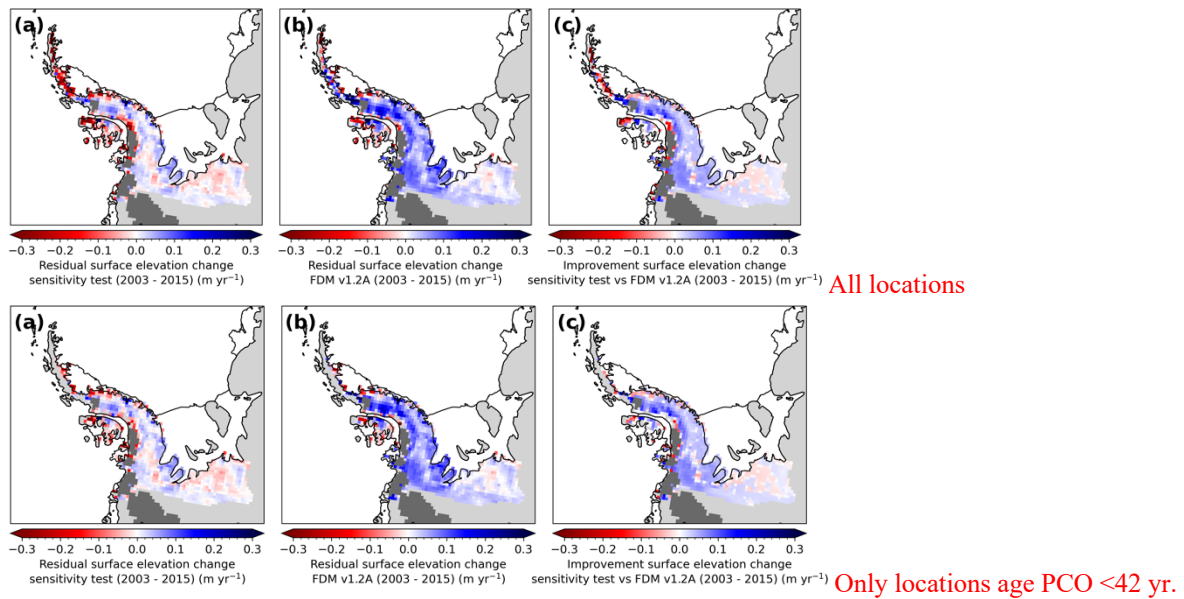 (a) (b) (c)
−0.3 −0.2 −0.1 0.0 0.1 0.2 0.3 −0.3 −0.2 −0.1 0.0 0.1 0.2 0.3 −0.3 −0.2 −0.1 0.0 0.1 0.2 0.3
Residual surface elevation change
sensitivity test (2003 - 2015) (m yr⁻¹)
Residual surface elevation change
FDM v1.2A (2003 - 2015) (m yr⁻¹)
Improvement surface elevation change
sensitivity test vs FDM v1.2A (2003 - 2015) (m yr⁻¹)
All locations
(a) (b) (c)
−0.3 −0.2 −0.1 0.0 0.1 0.2 0.3 −0.3 −0.2 −0.1 0.0 0.1 0.2 0.3 −0.3 −0.2 −0.1 0.0 0.1 0.2 0.3
Residual surface elevation change
sensitivity test (2003 - 2015) (m yr⁻¹)
Residual surface elevation change
FDM v1.2A (2003 - 2015) (m yr⁻¹)
Improvement surface elevation change
sensitivity test vs FDM v1.2A (2003 - 2015) (m yr⁻¹)
Only locations age PCO <42 yr.